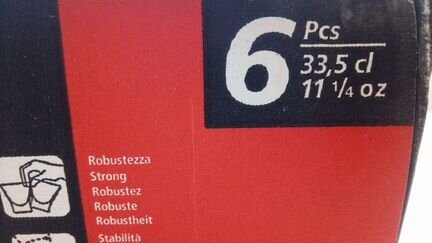 6
Pcs
33,5 cl
11 1/4 oz
Robustezza
Strong
Robustez
Robuste
Robustheit
Stabilità